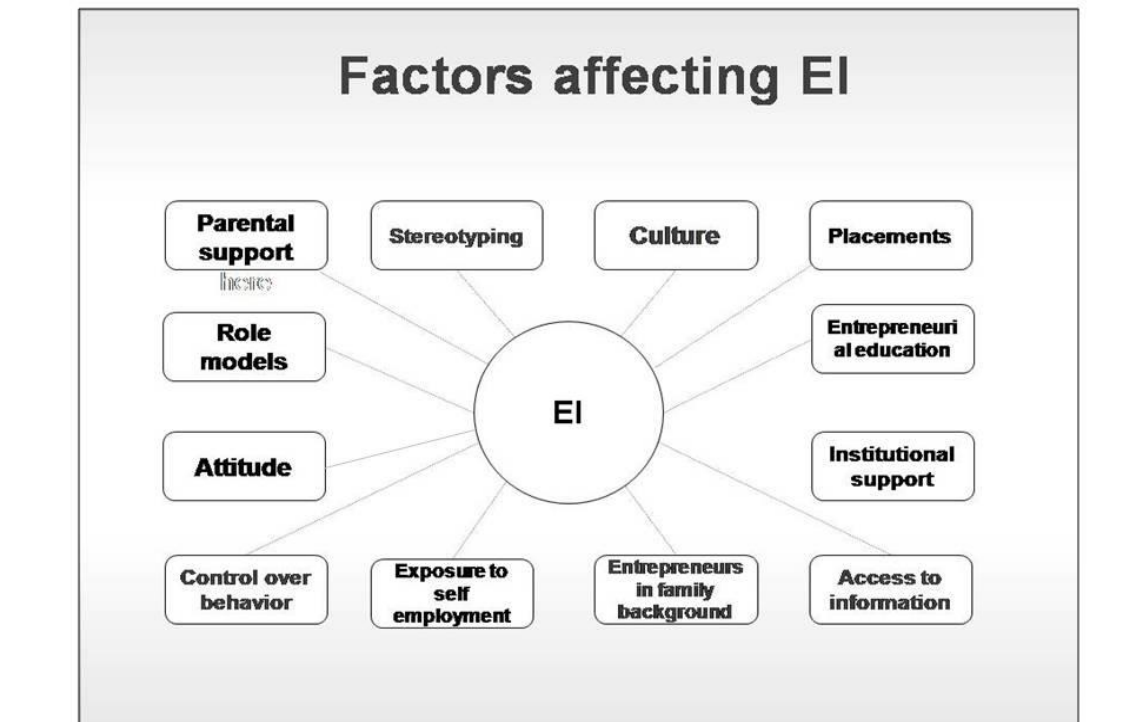 Factors affecting EI
Parental
support
Stereotyping
Culture
Placements
Role
models
Entrepreneuri
al education
EI
Attitude
Institutional
support
Control over
behavior
Exposure to
self
employment
Entrepreneurs
in family
background
Access to
information